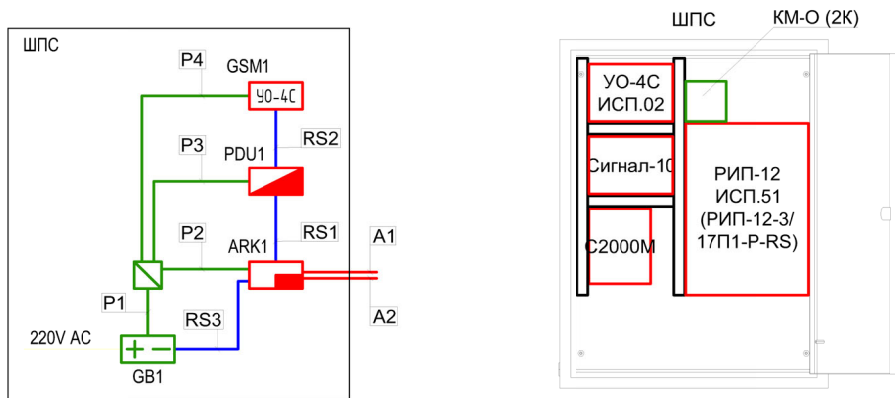 ШПС
P4
GSM1
УО-4С
RS2
P3
PDU1
RS1
P2
ARK1
A1
P1
A2
RS3
220V AC
GB1
ШПС
КМ-О (2К)
УО-4С
ИСП.02
Сигнал-10
С2000М
РИП-12
ИСП.51
(РИП-12-3/
17П1-Р-RS)